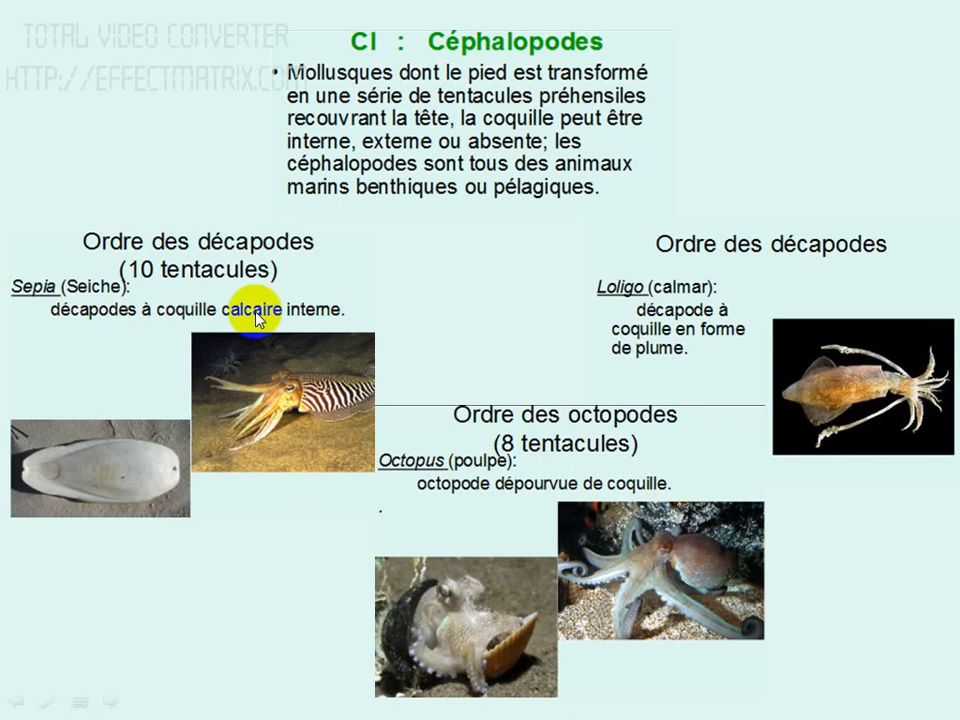 TOTAL VIDEO CONVERTER
HTTP://EFFECTMATRIX.COM
Cl : Céphalopodes
• Mollusques dont le pied est transformé
en une série de tentacules préhensiles
recouvrant la tête, la coquille peut être
interne, externe ou absente; les
céphalopodes sont tous des animaux
marins benthiques ou pélagiques.
Ordre des décapodes
(10 tentacules)
Sepia (Seiche):
décapodes à coquille calcaire interne.
Ordre des décapodes
Loligo (calmar):
décapode à
coquille en forme
de plume.
Ordre des octopodes
(8 tentacules)
Octopus (poulpe):
octopode dépourvue de coquille.
.